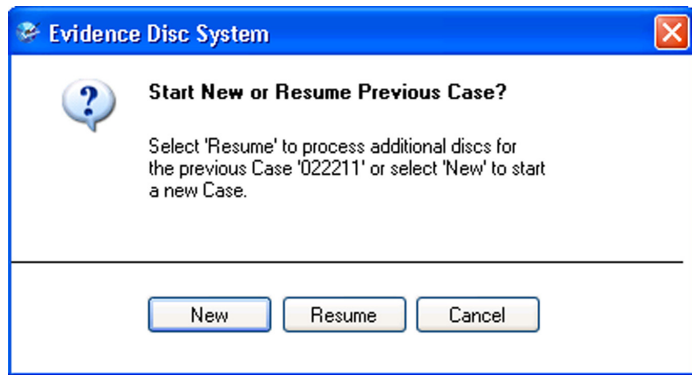 Evidence Disc System
Start New or Resume Previous Case?
Select 'Resume' to process additional discs for
the previous Case '022211' or select 'New' to start
a new Case.
New Resume Cancel